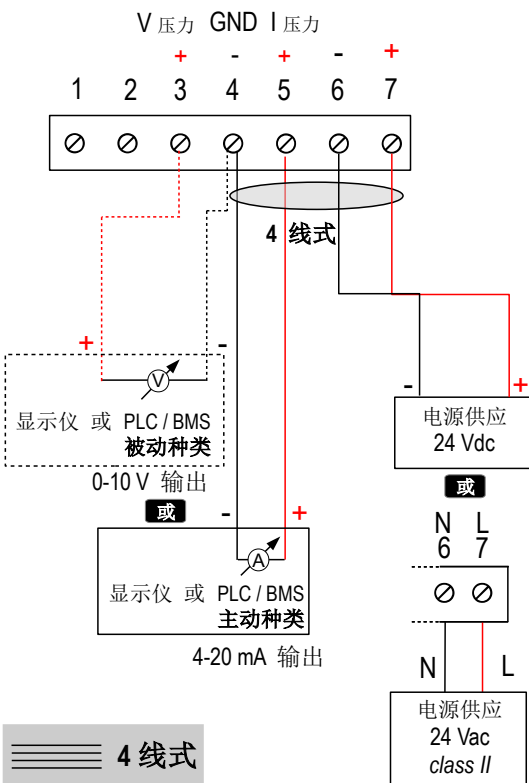 V 压力 GND I 压力
+ - + - +
1 2 3 4 5 6 7
4 线式
+ -
V
显示仪 或 PLC / BMS
被动种类
0-10 V 输出
或
- +
A
显示仪 或 PLC / BMS
主动种类
4-20 mA 输出
- +
电源供应
24 Vdc
或
N L
6 7
N L
电源供应
24 Vac
class II
4 线式